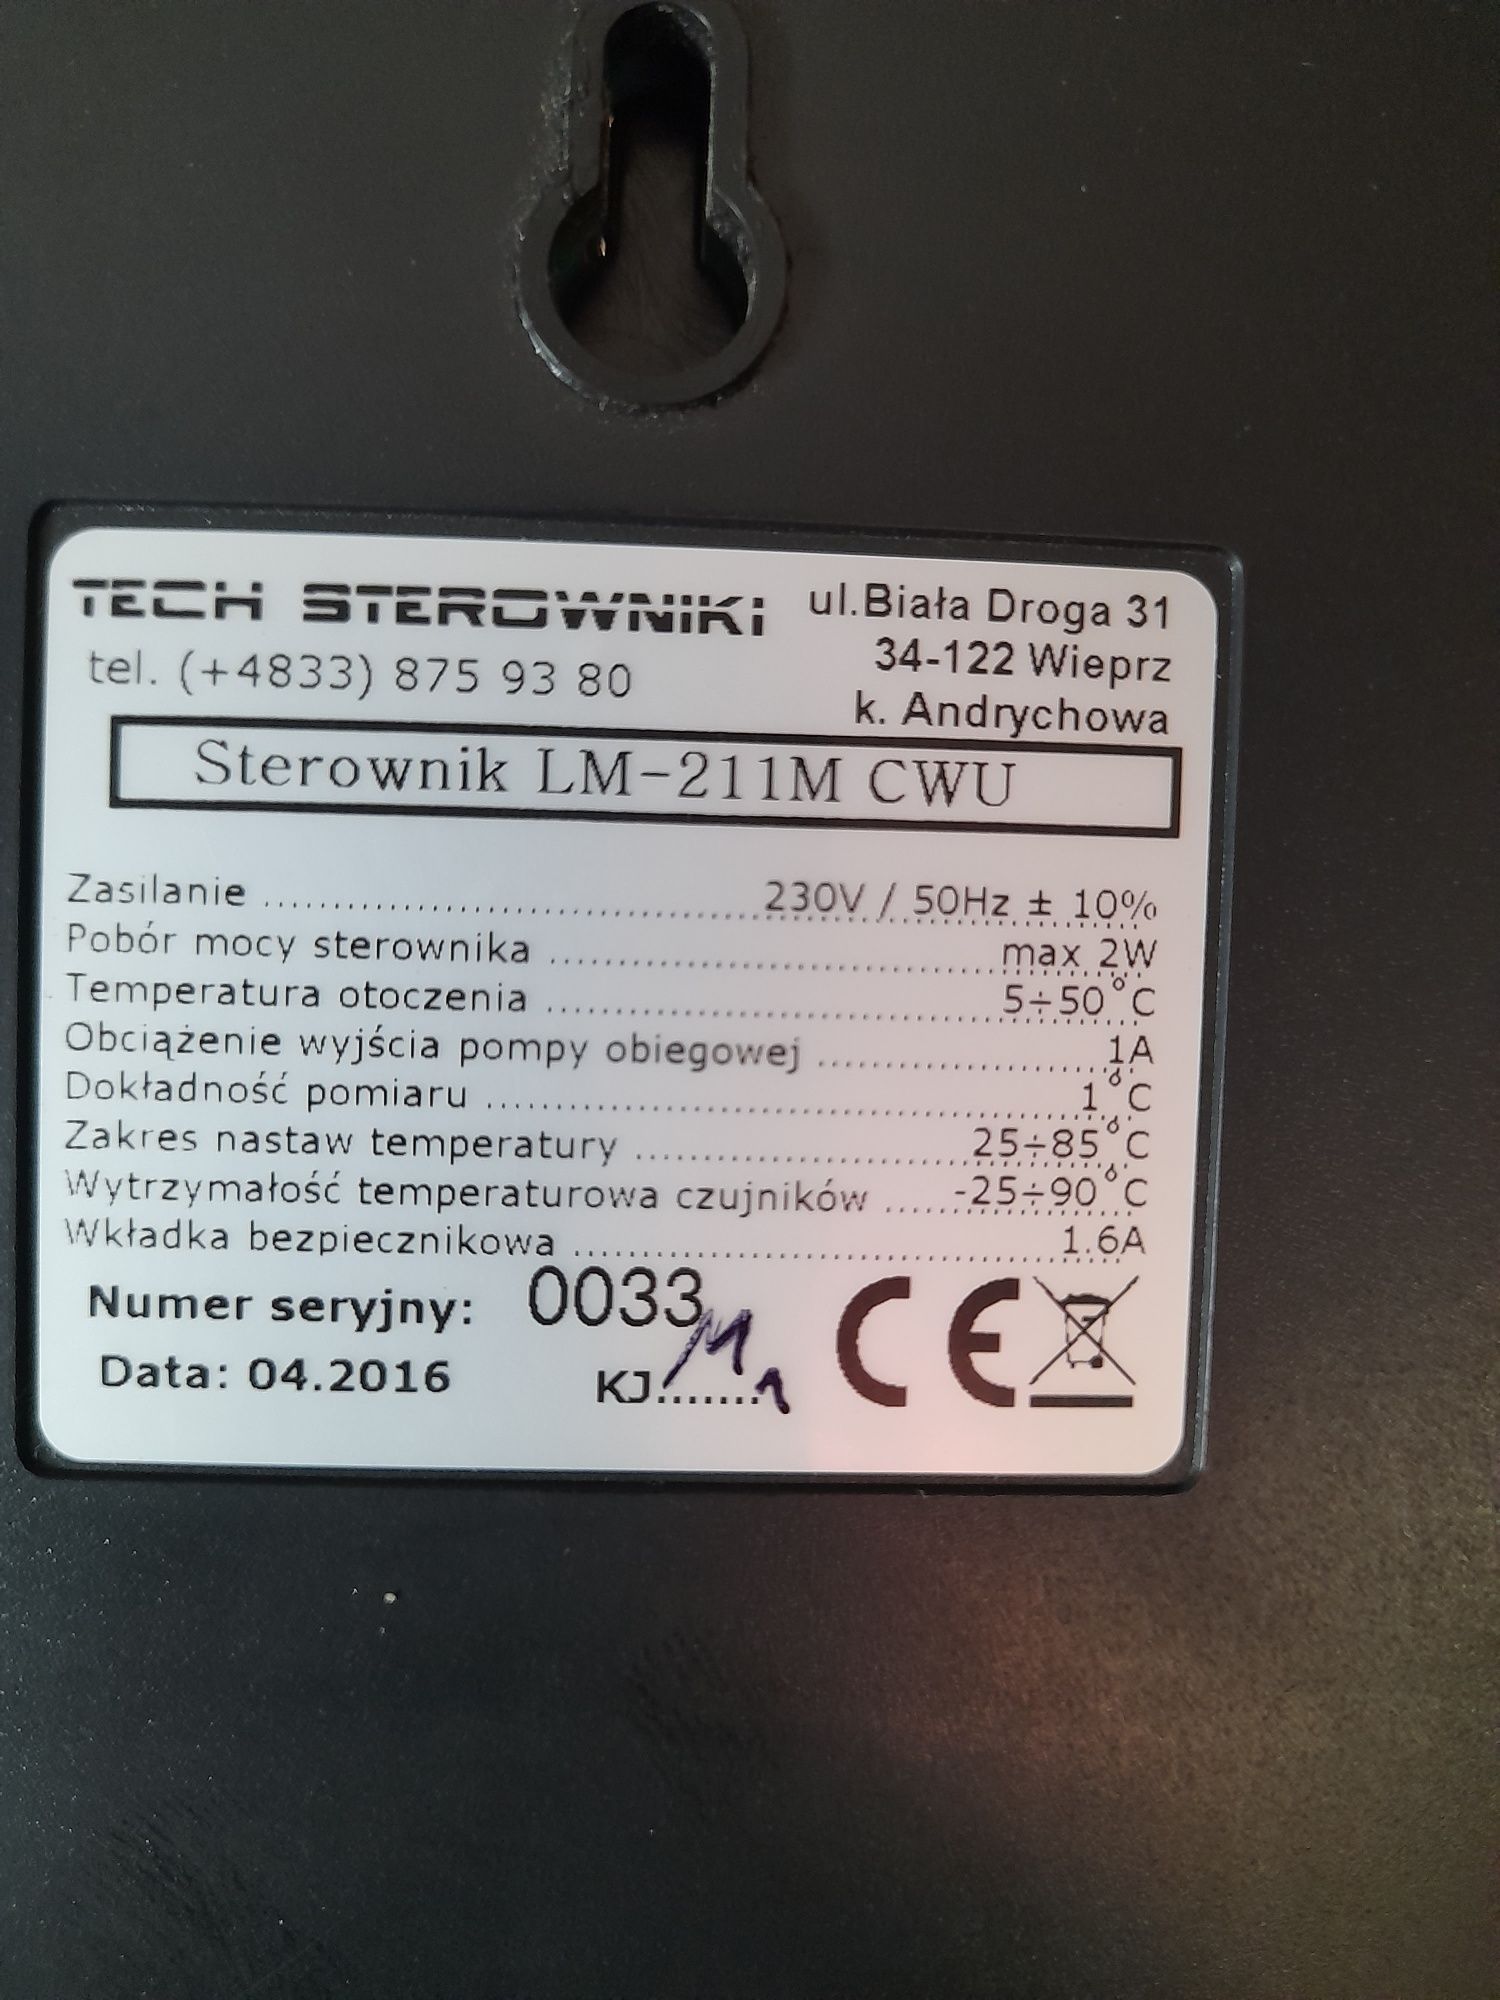 TECH STEROWNIKI
tel. (+4833) 875 93 80
ul.Biała Droga 31
34-122 Wieprz
k. Andrychowa
Sterownik LM-211M CWU
Zasilanie ........................................ 230V / 50Hz ± 10%
Pobór mocy sterownika ........................................ max 2W
Temperatura otoczenia ........................................ 5÷50°C
Obciążenie wyjścia pompy obiegowej ........................ 1A
Dokładność pomiaru ........................................ 1°C
Zakres nastaw temperatury ........................ 25÷85°C
Wytrzymałość temperaturowa czujników ...... -25÷90°C
Wkładka bezpiecznikowa ........................................ 1.6A
Numer seryjny: 0033
Data: 04.2016
KJ........
CE